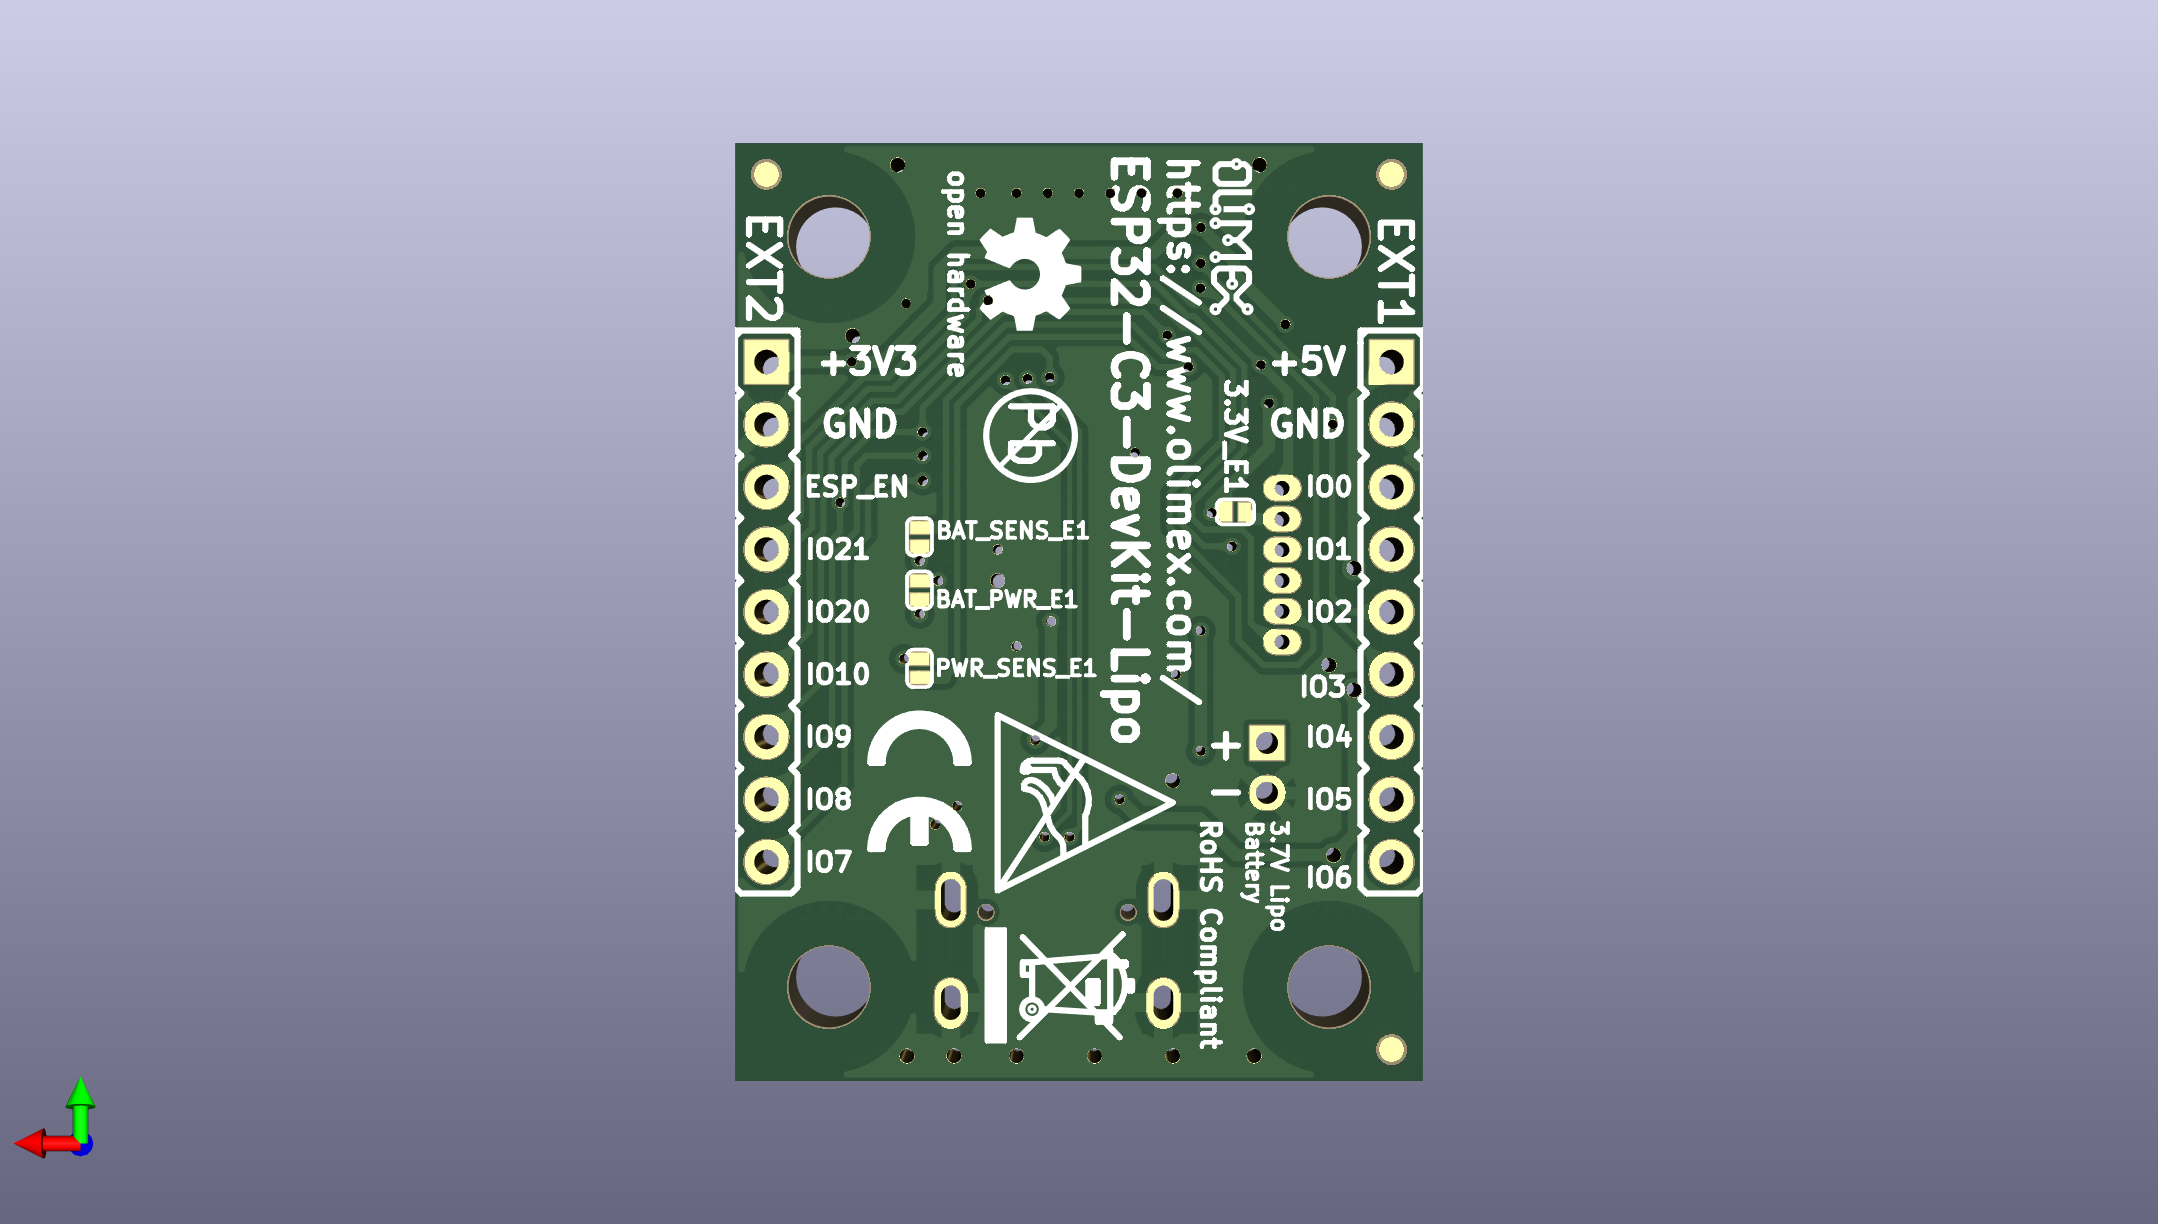 EXT2
+3V3
GND
ESP_EN
IO21
IO20
IO10
IO9
IO8
IO7
open hardware
Pb
BAT_SENS_E1
BAT_PWR_E1
PWR_SENS_E1
CE
ESP32-C3-DevKit-Lipo
https://www.olimex.com/
OLIMEX
3.3V_E1
EXT1
+5V
GND
IO0
IO1
IO2
IO3
IO4
IO5
IO6
+
-
3.7V Lipo
Battery
RoHS Compliant